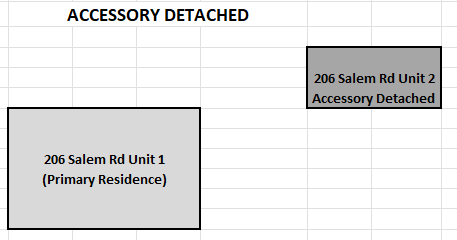 ACCESSORY DETACHED
206 Salem Rd Unit 2
Accessory Detached
206 Salem Rd Unit 1
(Primary Residence)